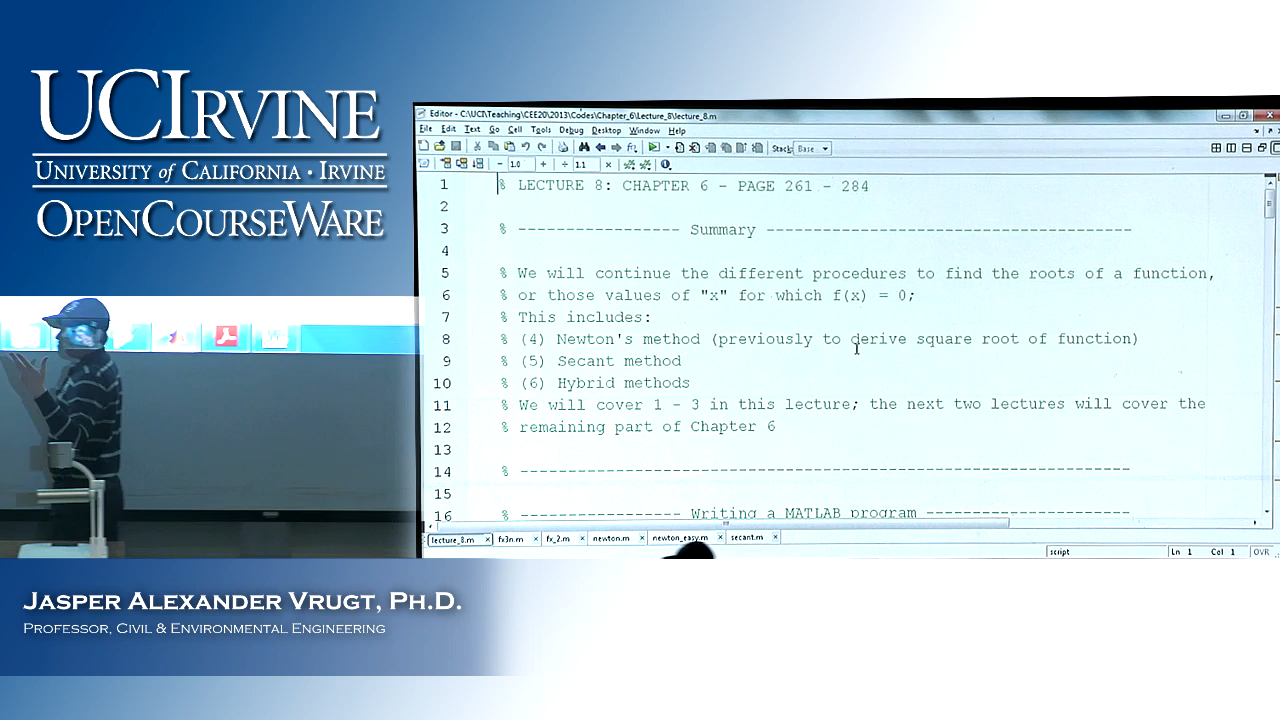 UCIRVINE
UNIVERSITY of CALIFORNIA • IRVINE
OPENCOURSEWARE
Editor - C:\UCI\Teaching\CEE20\2013\Codes\Chapter_6\Lecture_8\lecture_8.m
File Edit Text Go Cell Tools Debug Desktop Window Help
Stack: Base
1.0 + ÷ 1.1 ×
1 % LECTURE 8: CHAPTER 6 - PAGE 261 - 284
2
3 % ----------------- Summary ---------------------------------------
4
5 % We will continue the different procedures to find the roots of a function,
6 % or those values of "x" for which f(x) = 0;
7 % This includes:
8 % (4) Newton's method (previously to derive square root of function)
9 % (5) Secant method
10 % (6) Hybrid methods
11 % We will cover 1 - 3 in this lecture; the next two lectures will cover the
12 % remaining part of Chapter 6
13
14 % ----------------------------------------------------------------
15
16 % ----------------- Writing a MATLAB program ----------------------
lecture_8.m × fx3n.m × fx_2.m × newton.m × newton_easy.m × secant.m ×
script Ln 1 Col 1 OVR
JASPER ALEXANDER VRUGT, PH.D.
PROFESSOR, CIVIL & ENVIRONMENTAL ENGINEERING